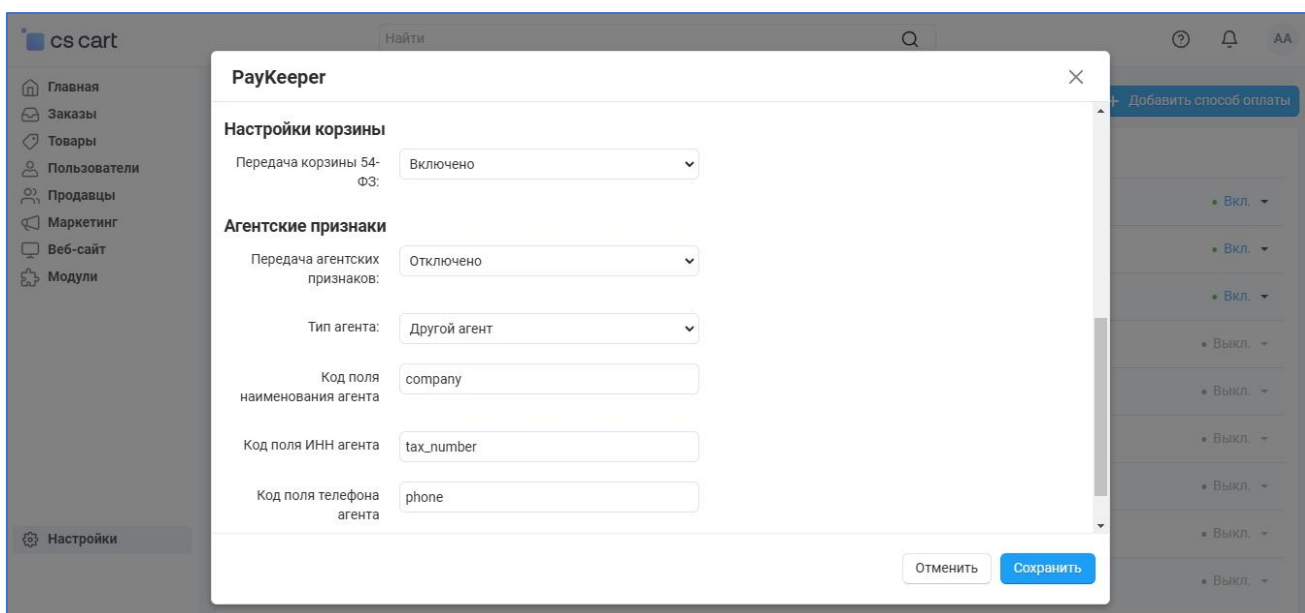 cs cart
Найти
AA
Главная
Заказы
Товары
Пользователи
Продавцы
Маркетинг
Веб-сайт
Модули
Настройки
+ Добавить способ оплаты
PayKeeper
Настройки корзины
Передача корзины 54-
ФЗ:
Включено
Агентские признаки
Передача агентских
признаков:
Отключено
Тип агента:
Другой агент
Код поля
наименования агента
company
Код поля ИНН агента
tax_number
Код поля телефона
агента
phone
Отменить
Сохранить
Вкл.
Вкл.
Вкл.
Выкл.
Выкл.
Выкл.
Выкл.
Выкл.
Выкл.